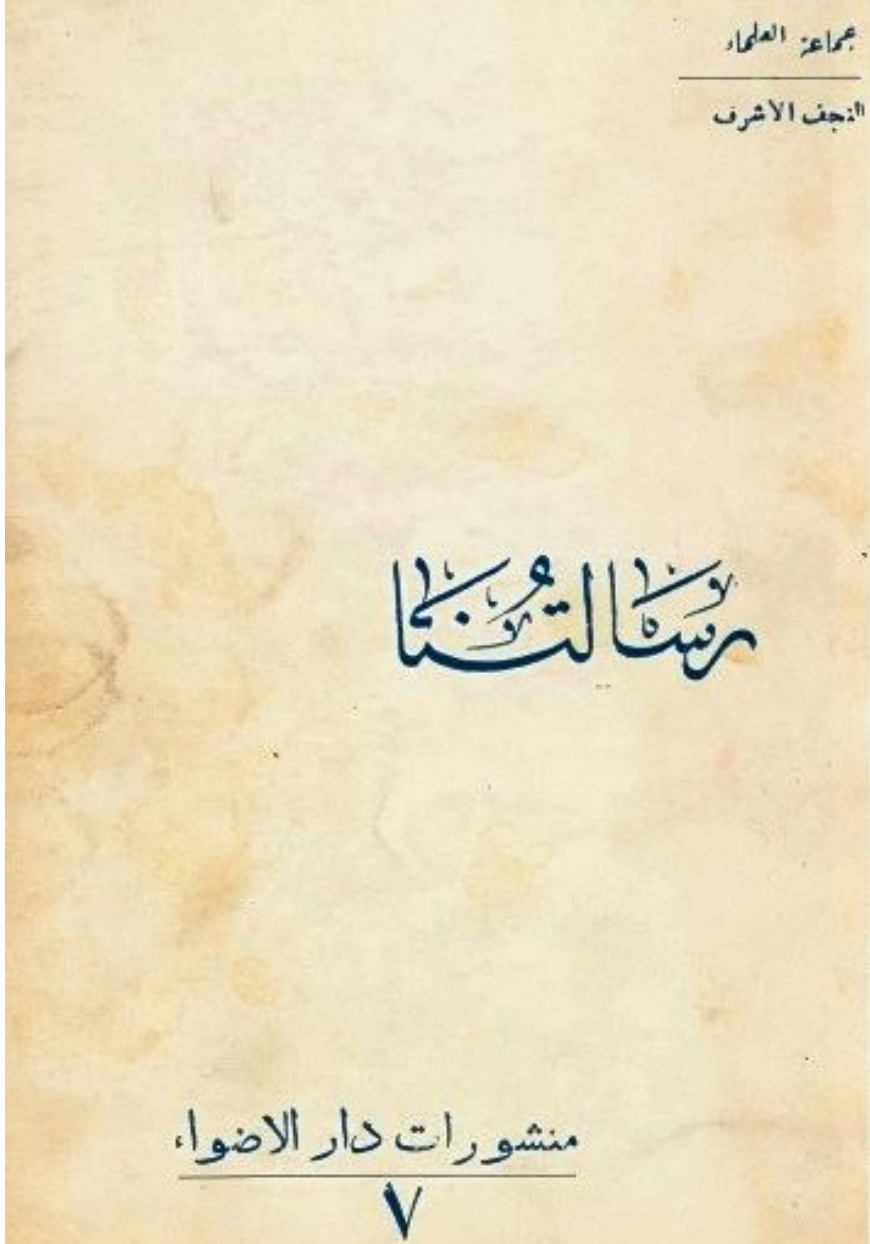 جماعة العلماء
النجف الاشرف
رسالتنا
منشورات دار الاضواء
٧